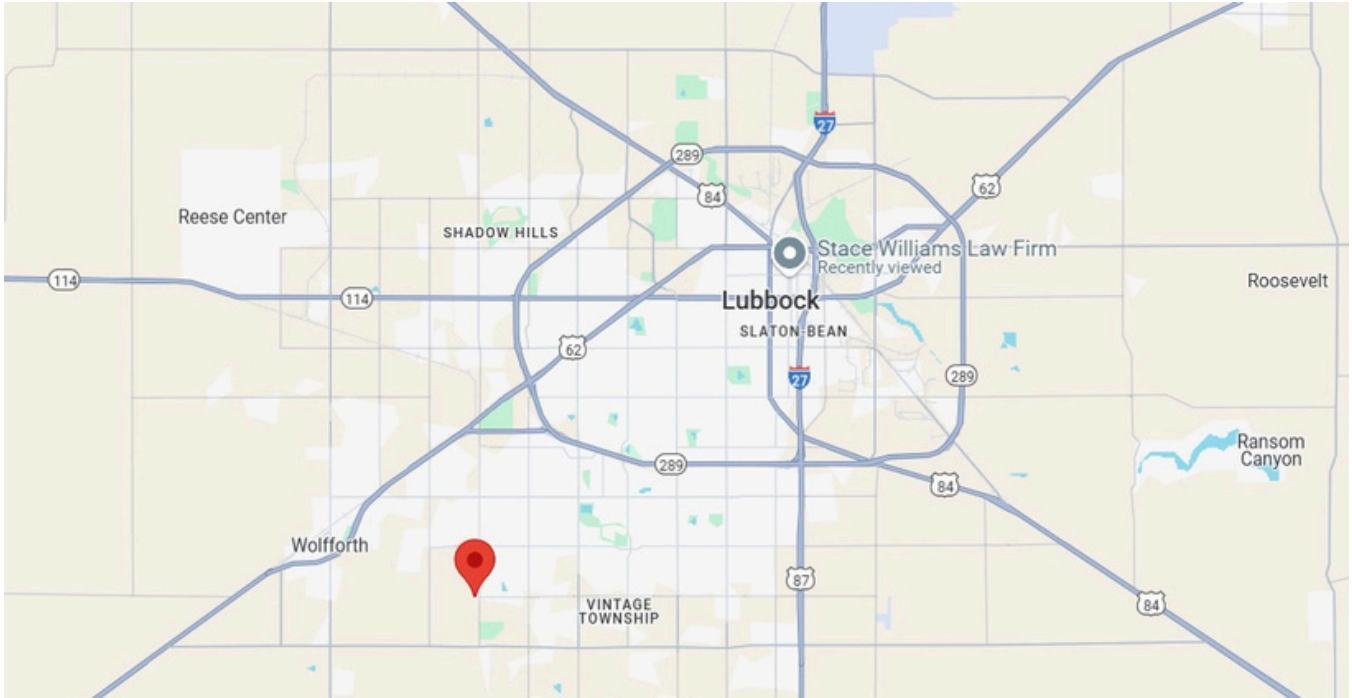 27
289
84
62
Reese Center
SHADOW HILLS
Stace Williams Law Firm
Recently viewed
114
114
Roosevelt
Lubbock
SLATON-BEAN
62
27
289
Ransom
Canyon
289
84
Wolfforth
87
VINTAGE
TOWNSHIP
84